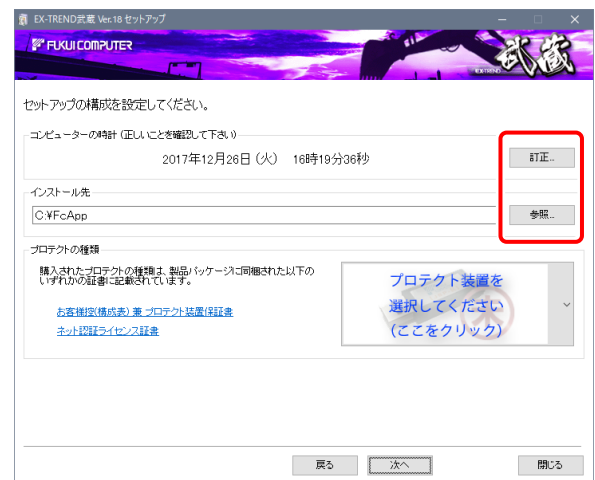 EX-TREND武蔵 Ver.18 セットアップ
FUKUI COMPUTER
EX-TREND 武蔵
セットアップの構成を設定してください。
コンピューターの時計 (正しいことを確認して下さい)
2017年12月26日 (火) 16時19分36秒
訂正...
インストール先
C:¥FcApp
参照...
プロテクトの種類
購入されたプロテクトの種類は、製品パッケージに同梱された以下の
いずれかの証書に記載されています。
お客様控(構成表) 兼 プロテクト装置保証書
ネット認証ライセンス証書
プロテクト装置を
選択してください
(ここをクリック)
戻る
次へ
閉じる